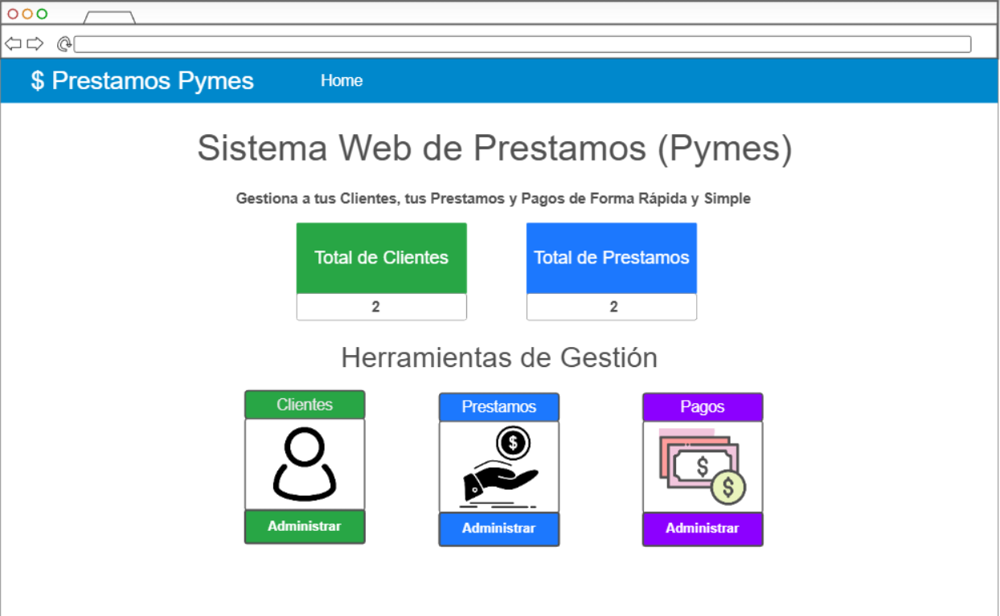 $ Prestamos Pymes Home
Sistema Web de Prestamos (Pymes)
Gestiona a tus Clientes, tus Prestamos y Pagos de Forma Rápida y Simple
Total de Clientes Total de Prestamos
2 2
Herramientas de Gestión
Clientes Prestamos Pagos
$ $ $
Administrar Administrar Administrar